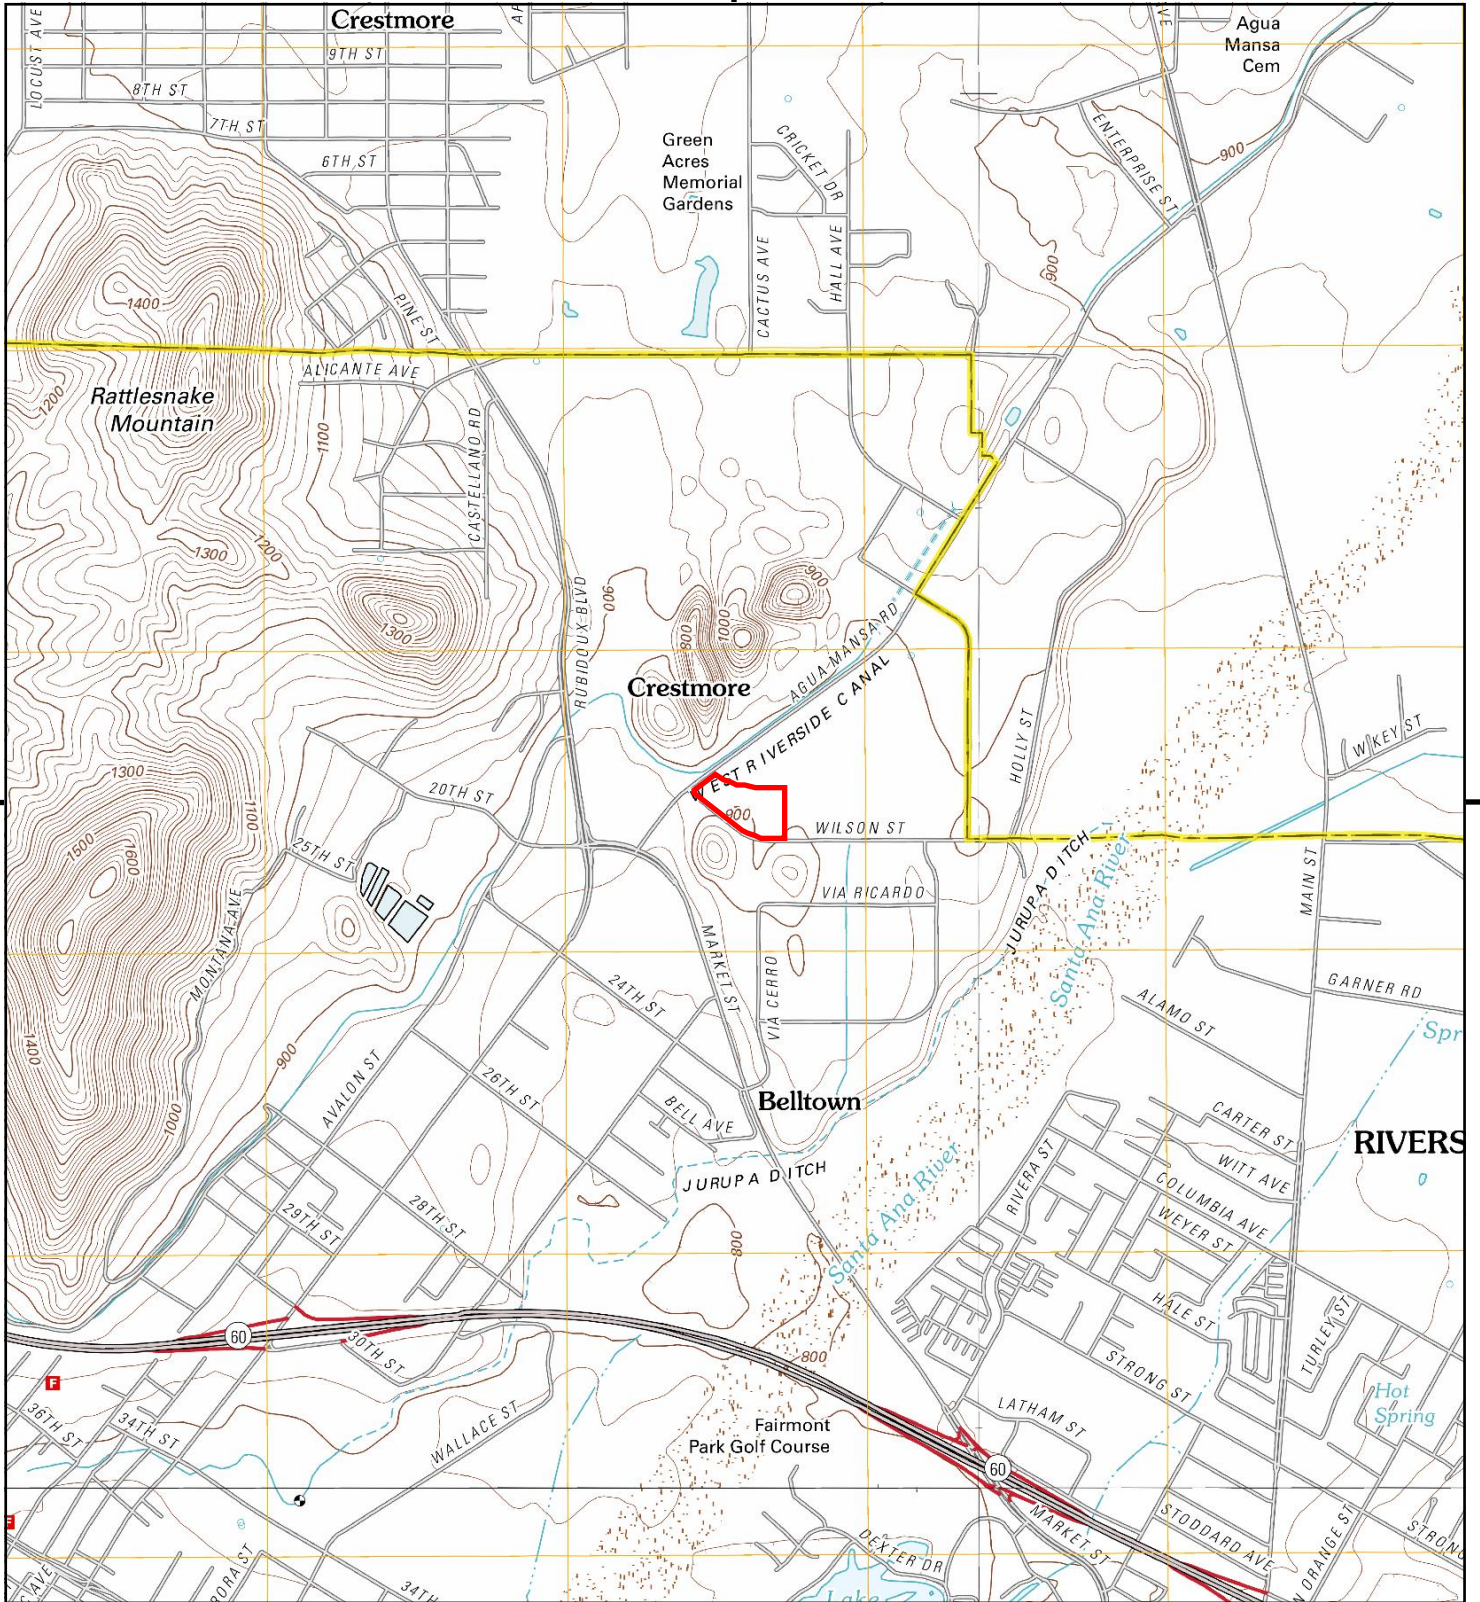 Crestmore
Agua
Mansa
Cem
LOCUST AVE
9TH ST
8TH ST
7TH ST
6TH ST
Green
Acres
Memorial
Gardens
CRICKET DR
ENTERPRISE ST
900
HALL AVE
CACTUS AVE
900
1400
PINE ST
ALICANTE AVE
Rattlesnake
Mountain
1200
1100
CASTELLANO RD
1300
1200
1300
RUBIDOUX BLVD
900
900
800
1000
AGUA MANSA RD
Crestmore
WEST RIVERSIDE CANAL
HOLLY ST
W KEY ST
1300
20TH ST
1100
900
WILSON ST
1500
1600
25TH ST
JURUPA DITCH
Santa Ana River
MAIN ST
VIA RICARDO
MONTANA AVE
MARKET ST
VIA CERRO
24TH ST
GARNER RD
ALAMO ST
Spr
1400
900
1000
AVALON ST
26TH ST
BELL AVE
Belltown
CARTER ST
RIVERS
WITT AVE
JURUPA DITCH
Santa Ana River
RIVERA ST
COLUMBIA AVE
WEYER ST
29TH ST
28TH ST
800
HALE ST
60
30TH ST
800
TURLEY ST
STRONG ST
F
Hot
Spring
36TH ST
34TH ST
WALLACE ST
Fairmont
Park Golf Course
LATHAM ST
60
MARKET ST
STODDARD AVE
N ORANGE ST
STRONG
DEXTER DR
Lake
AVE
ORA ST
34TH